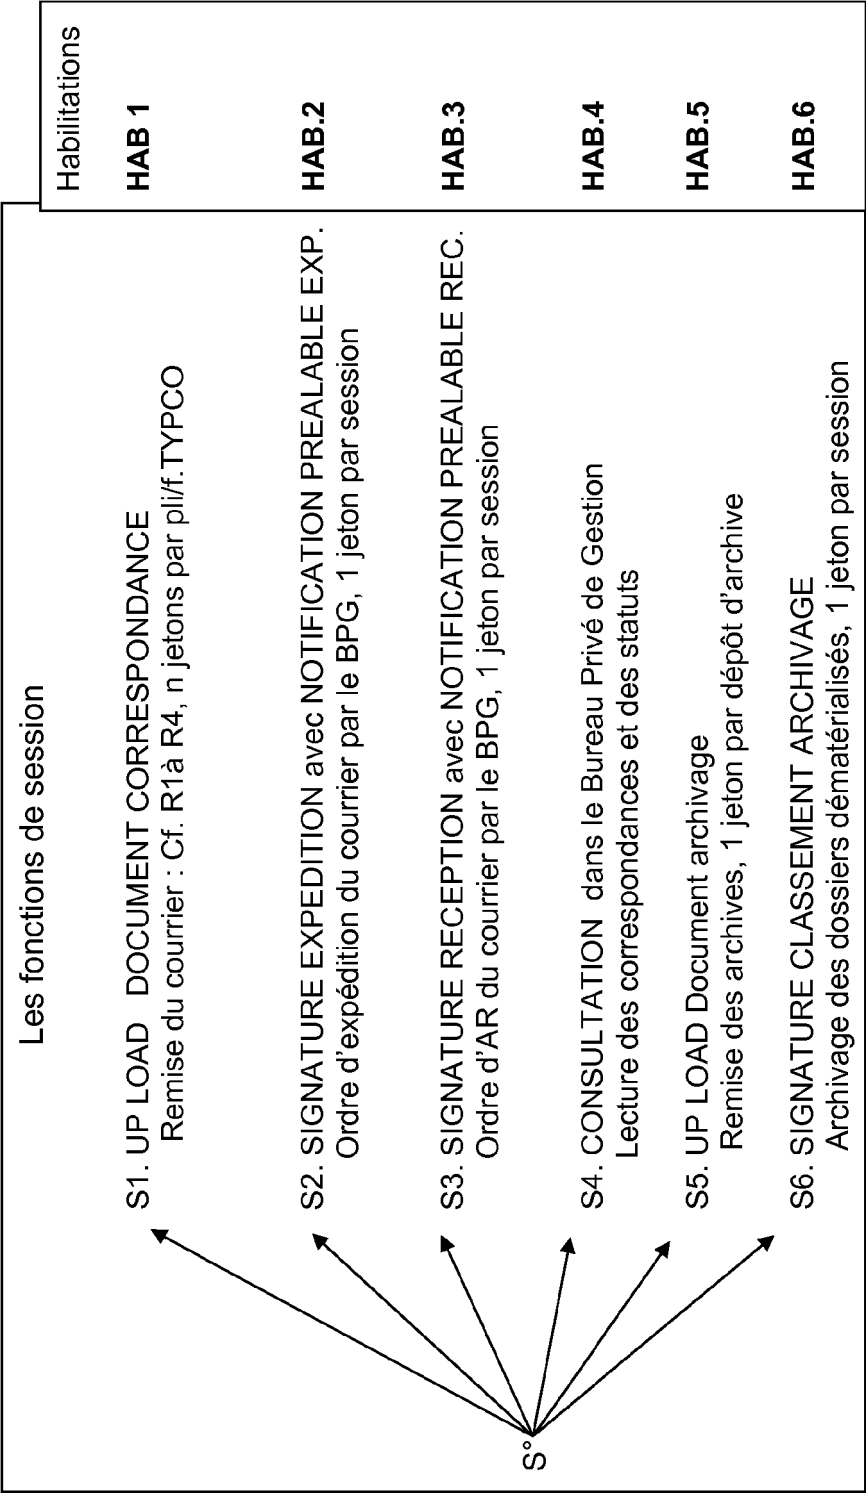 Les fonctions de session
Habilitations
S1. UP LOAD DOCUMENT CORRESPONDANCE
HAB 1
Remise du courrier : Cf. R1à R4, n jetons par pli/f.TYPCO
S2. SIGNATURE EXPEDITION avec NOTIFICATION PREALABLE EXP.
HAB.2
Ordre d'expédition du courrier par le BPG, 1 jeton par session
S3. SIGNATURE RECEPTION avec NOTIFICATION PREALABLE REC.
HAB.3
Ordre d'AR du courrier par le BPG, 1 jeton par session
S4. CONSULTATION dans le Bureau Privé de Gestion
HAB.4
Lecture des correspondances et des statuts
S5. UP LOAD Document archivage
HAB.5
Remise des archives, 1 jeton par dépôt d'archive
S6. SIGNATURE CLASSEMENT ARCHIVAGE
HAB.6
Archivage des dossiers dématérialisés, 1 jeton par session
S°